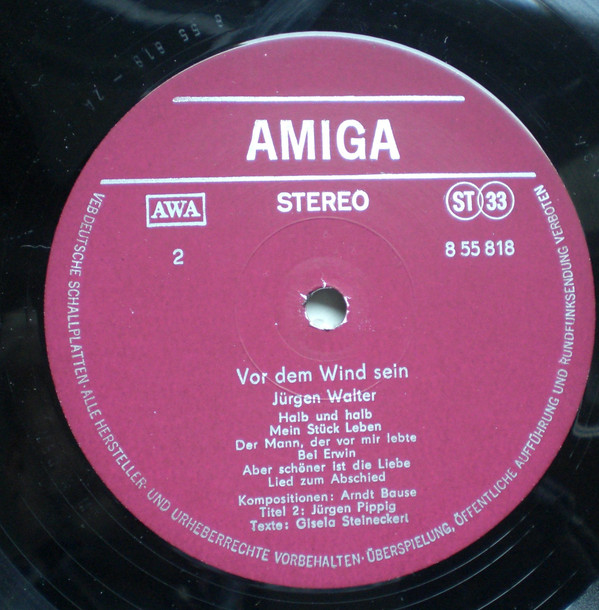 AMIGA
AWA
STEREO
ST 33
2
8 55 818
Vor dem Wind sein
Jürgen Walter
Halb und halb
Mein Stück Leben
Der Mann, der vor mir lebte
Bei Erwin
Aber schöner ist die Liebe
Lied zum Abschied
Kompositionen: Arndt Bause
Titel 2: Jürgen Pippig
Texte: Gisela Steineckert
VEB DEUTSCHE SCHALLPLATTEN · ALLE HERSTELLER- UND URHEBERRECHTE VORBEHALTEN · ÜBERSPIELUNG, ÖFFENTLICHE AUFFÜHRUNG UND RUNDFUNKSENDUNG VERBOTEN